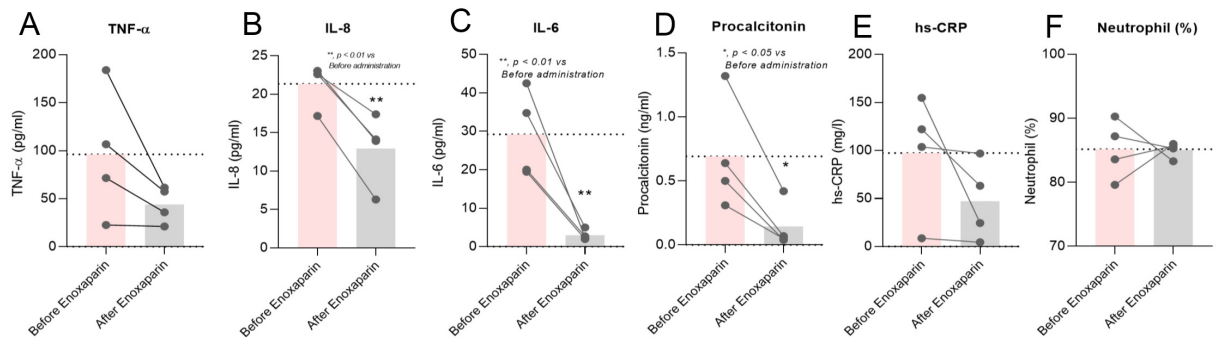 A
TNF-α
200
150
100
50
0
TNF-α (pg/ml)
Before Enoxaparin
After Enoxaparin
B
IL-8
**, p < 0.01 vs
Before administration
25
20
15
10
5
0
IL-8 (pg/ml)
**
Before Enoxaparin
After Enoxaparin
C
IL-6
**, p < 0.01 vs
Before administration
50
40
30
20
10
0
IL-6 (pg/ml)
**
Before Enoxaparin
After Enoxaparin
D
Procalcitonin
*, p < 0.05 vs
Before administration
1.5
1.0
0.5
0.0
Procalcitonin (ng/ml)
*
Before Enoxaparin
After Enoxaparin
E
hs-CRP
200
150
100
50
0
hs-CRP (mg/l)
Before Enoxaparin
After Enoxaparin
F
Neutrophil (%)
100
90
80
70
Neutrophil (%)
Before Enoxaparin
After Enoxaparin